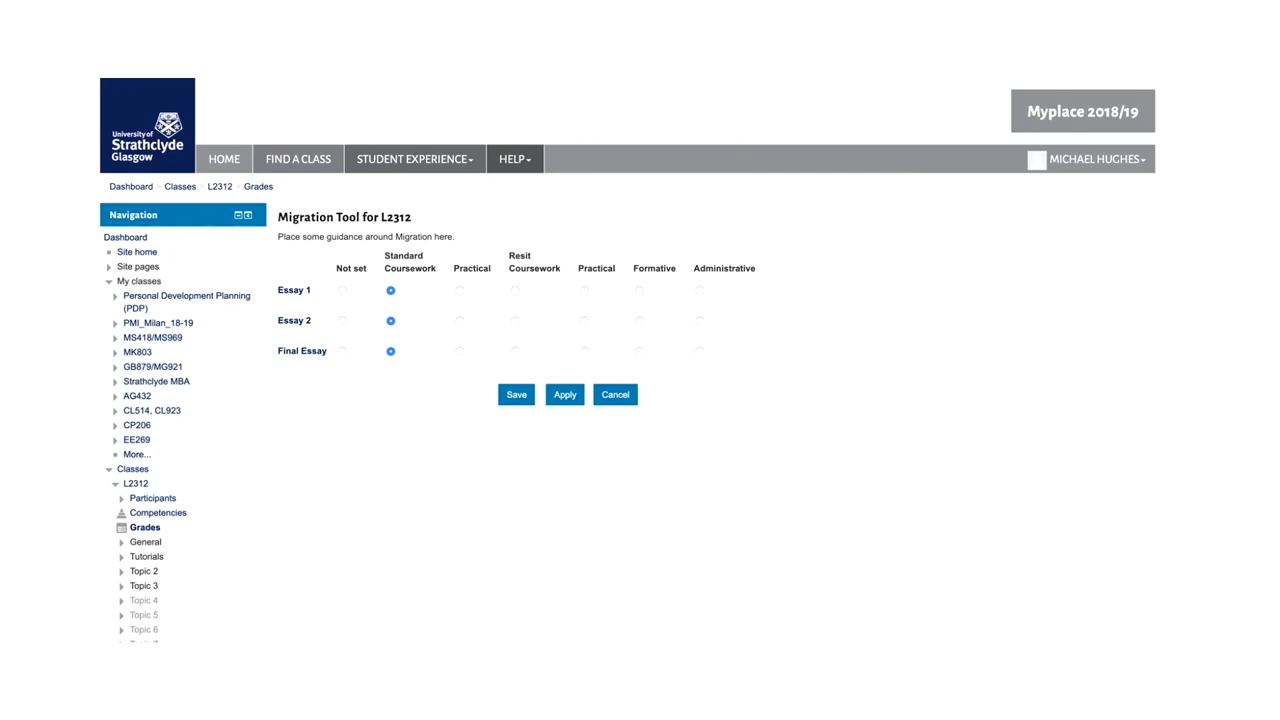 University of
Strathclyde
Glasgow
Myplace 2018/19
HOME FIND A CLASS STUDENT EXPERIENCE HELP MICHAEL HUGHES
Dashboard Classes L2312 Grades
Navigation
Dashboard
Site home
Site pages
My classes
Personal Development Planning
(PDP)
PMI_Milan_18-19
MS418/MS969
MK803
GB879/MG921
Strathclyde MBA
AG432
CL514, CL923
CP206
EE269
More...
Classes
L2312
Participants
Competencies
Grades
General
Tutorials
Topic 2
Topic 3
Topic 4
Topic 5
Topic 6
Migration Tool for L2312
Place some guidance around Migration here.
Standard Resit
Not set Coursework Practical Coursework Practical Formative Administrative
Essay 1
Essay 2
Final Essay
Save Apply Cancel